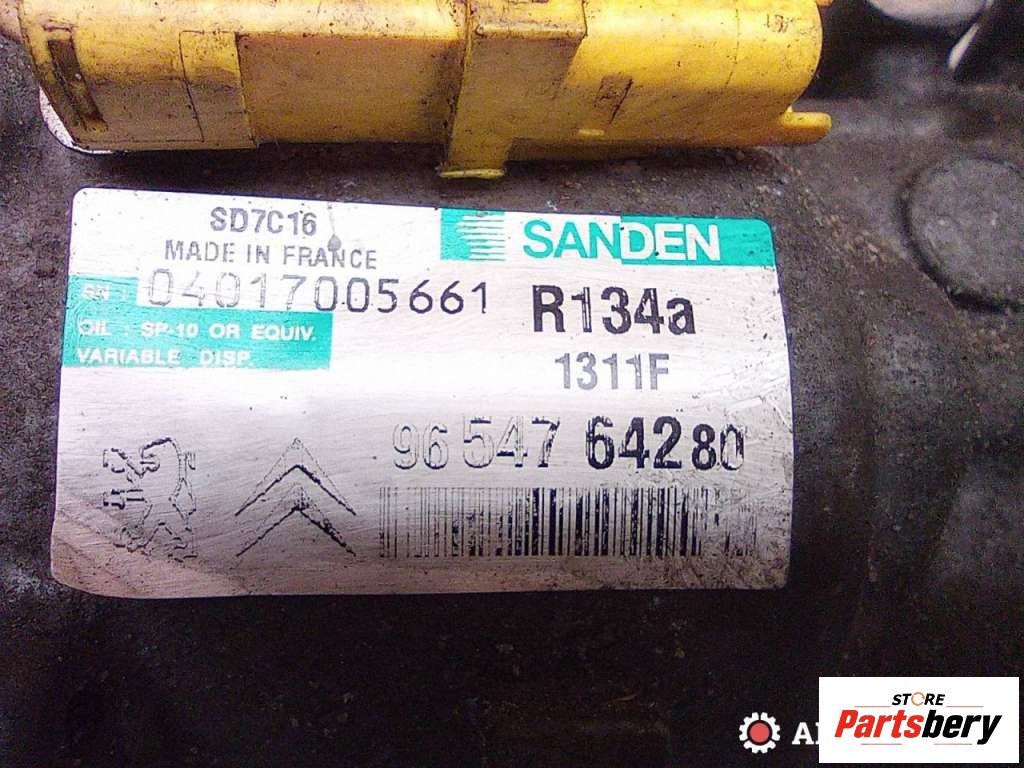 SD7C16
MADE IN FRANCE
SANDEN
SN : 04017005661
R134a
OIL : SP-10 OR EQUIV.
VARIABLE DISP.
1311F
96 547 642 80
STORE
Partsbery